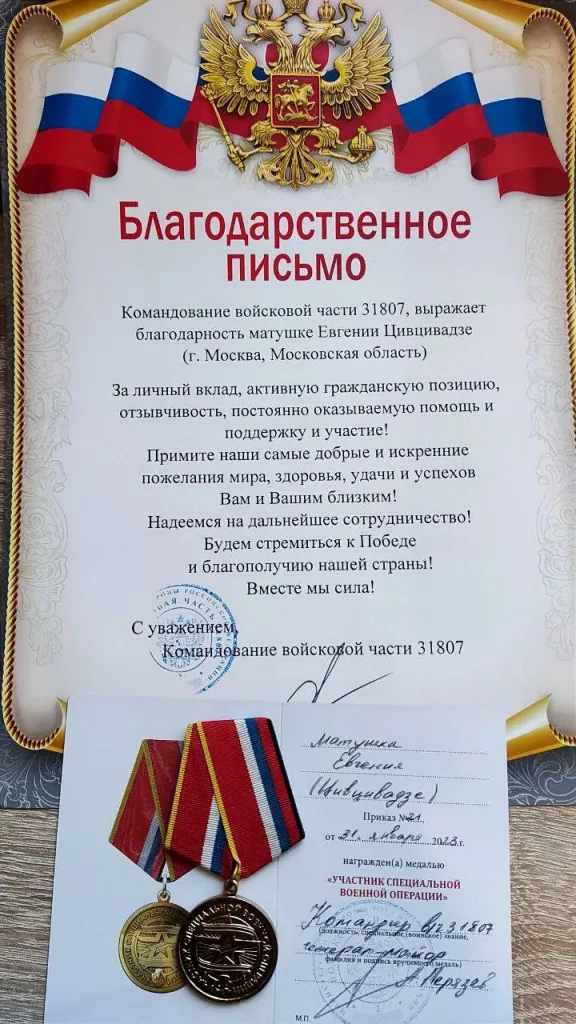 Благодарственное
письмо
Командование войсковой части 31807, выражает
благодарность матушке Евгении Цивцивадзе
(г. Москва, Московская область)
За личный вклад, активную гражданскую позицию,
отзывчивость, постоянно оказываемую помощь и
поддержку и участие!
Примите наши самые добрые и искренние
пожелания мира, здоровья, удачи и успехов
Вам и Вашим близким!
Надеемся на дальнейшее сотрудничество!
Будем стремиться к Победе
и благополучию нашей страны!
Вместе мы сила!
С уважением,
Командование войсковой части 31807
Матушка
Евгения
(Цивцивадзе)
Приказ №21
от 31. января 2023г.
награжден(а) медалью
«УЧАСТНИК СПЕЦИАЛЬНОЙ
ВОЕННОЙ ОПЕРАЦИИ»
Командир в/ч 31807
(должность, специальное (воинское) звание,
генерал-майор
фамилия и подпись вручившего медаль)
М.П.